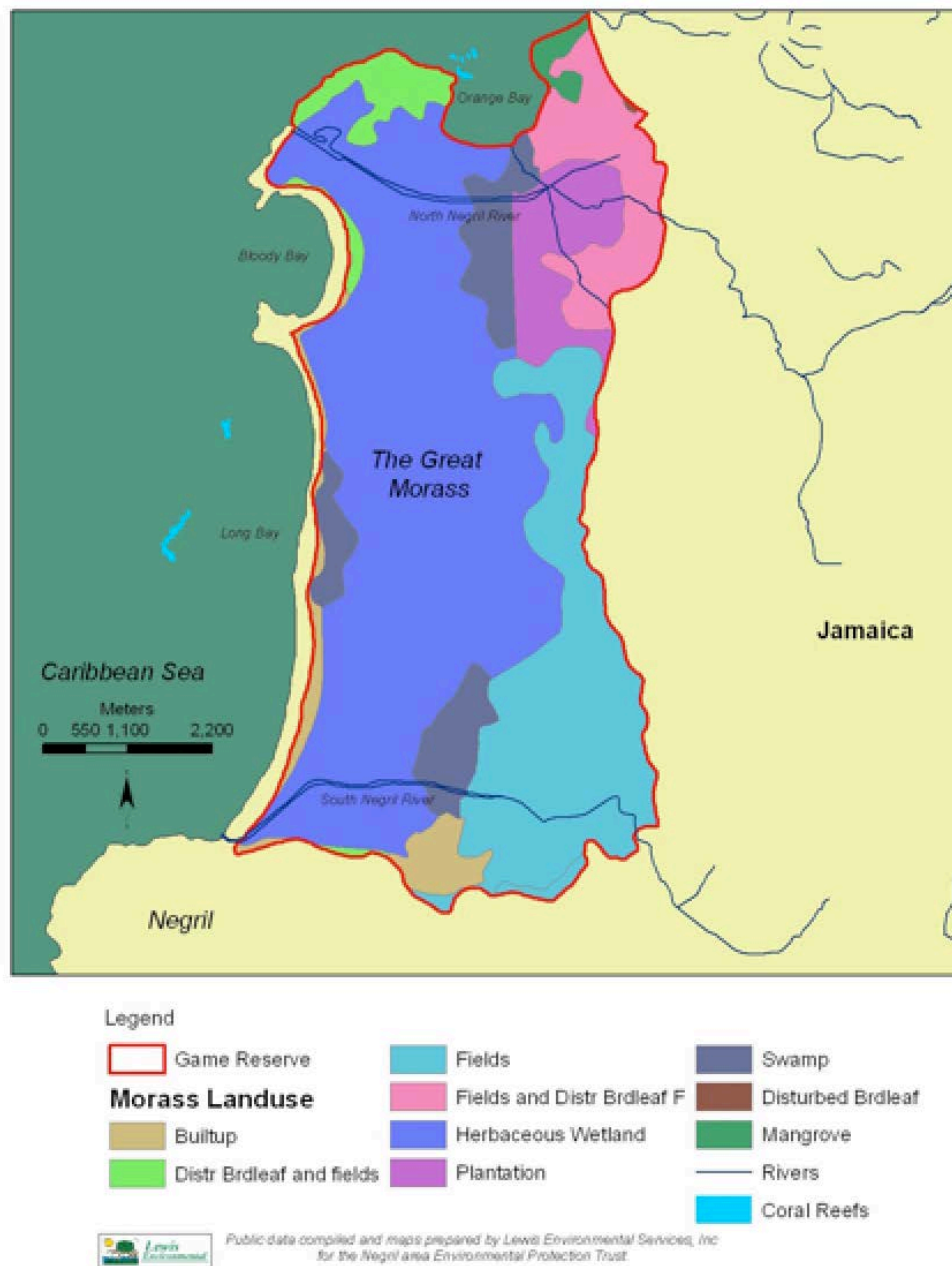 Orange Bay
North Negril River
Bloody Bay
The Great
Morass
Long Bay
Jamaica
Caribbean Sea
Meters
0 550 1,100 2,200
South Negril River
Negril
Legend
Game Reserve
Morass Landuse
Builtup
Distr Brdleaf and fields
Fields
Fields and Distr Brdleaf F
Herbaceous Wetland
Plantation
Swamp
Disturbed Brdleaf
Mangrove
Rivers
Coral Reefs
Lewis
Environmental
Public data compiled and maps prepared by Lewis Environmental Services, Inc
for the Negril area Environmental Protection Trust